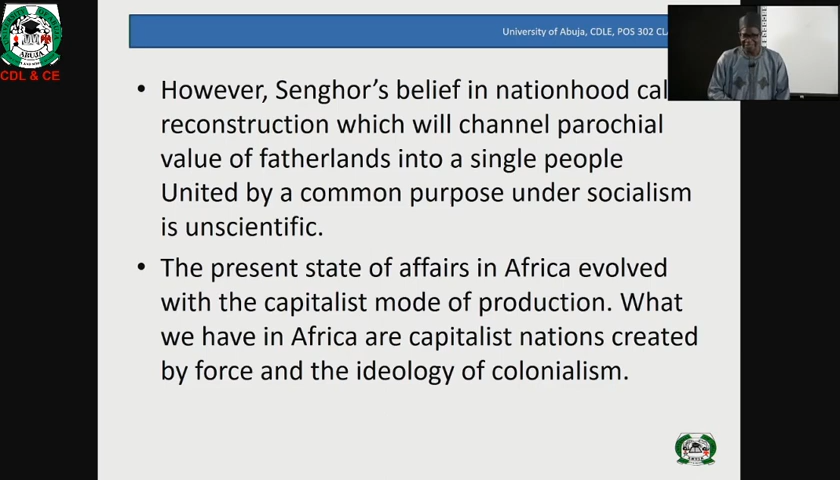 University of Abuja, CDLE, POS 302
ABUJA
CDL & CE
• However, Senghor's belief in nationhood
reconstruction which will channel parochial
value of fatherlands into a single people
United by a common purpose under socialism
is unscientific.
• The present state of affairs in Africa evolved
with the capitalist mode of production. What
we have in Africa are capitalist nations created
by force and the ideology of colonialism.